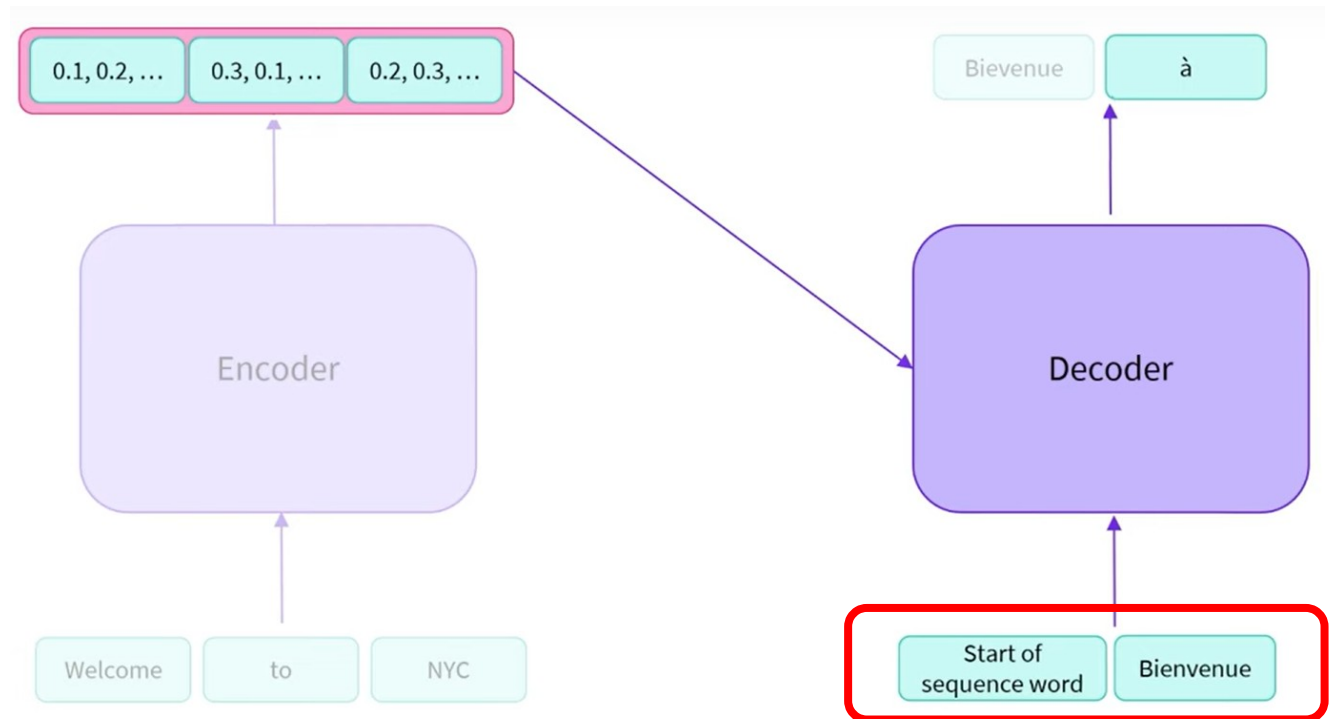 0.1, 0.2, …
0.3, 0.1, …
0.2, 0.3, …
Bievenue
à
Encoder
Decoder
Welcome
to
NYC
Start of
sequence word
Bienvenue